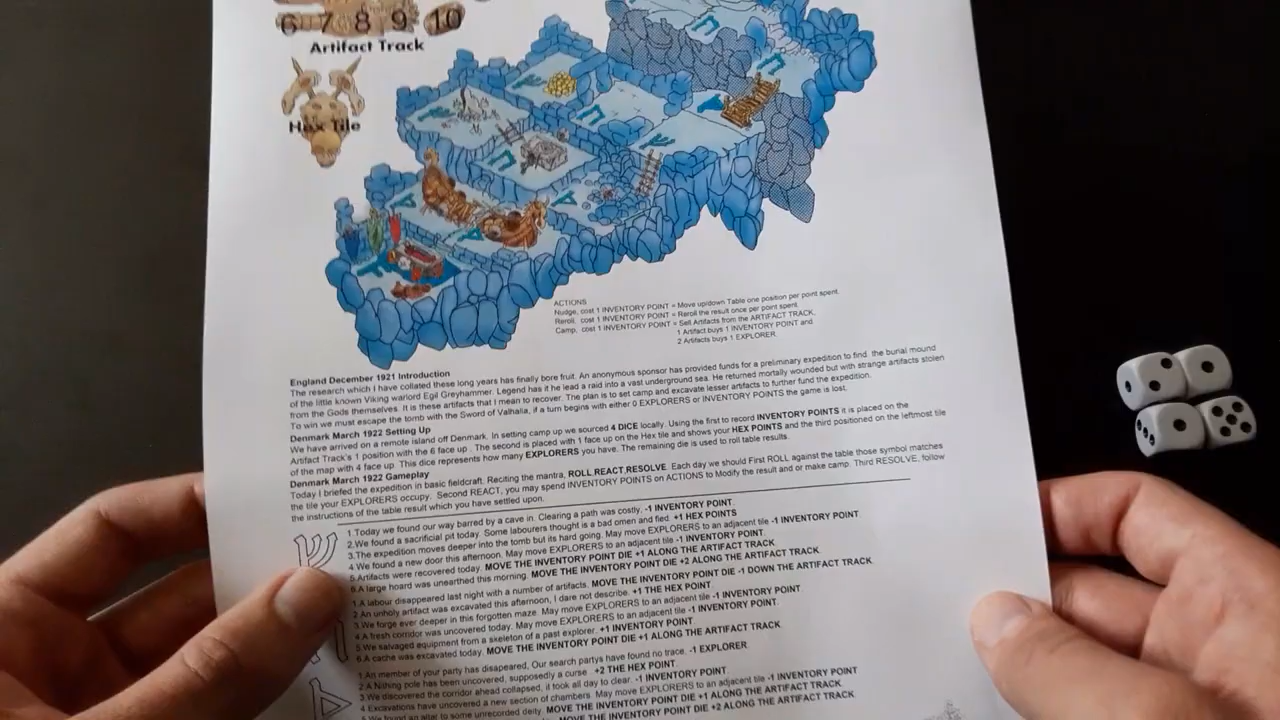 6 7 8 9 10
Artifact Track
Hex Tile
ACTIONS
Nudge, cost 1 INVENTORY POINT = Move up/down Table one position per point spent.
Reroll, cost 1 INVENTORY POINT = Reroll the result once per point spent.
Camp, cost 1 INVENTORY POINT = Sell Artifacts from the ARTIFACT TRACK,
1 Artifact buys 1 INVENTORY POINT and
2 Artifacts buys 1 EXPLORER.
England December 1921 Introduction
The research which I have collated these long years has finally bore fruit. An anonymous sponsor has provided funds for a preliminary expedition to find, the burial mound
of the little known Viking warlord Egil Greyhammer. Legend has it he lead a raid into a vast underground sea. He returned mortally wounded but with strange artifacts stolen
from the Gods themselves. It is these artifacts that I mean to recover. The plan is to set camp and excavate lesser artifacts to further fund the expedition.
To win we must escape the tomb with the Sword of Valhalia, if a turn begins with either 0 EXPLORERS or INVENTORY POINTS the game is lost.
Denmark March 1922 Setting Up
We have arrived on a remote island off Denmark. In setting camp up we sourced 4 DICE locally. Using the first to record INVENTORY POINTS it is placed on the
Artifact Track's 1 position with the 6 face up. The second is placed with 1 face up on the Hex tile and shows your HEX POINTS and the third positioned on the leftmost tile
of the map with 4 face up. This dice represents how many EXPLORERS you have. The remaining die is used to roll table results.
Denmark March 1922 Gameplay
Today I briefed the expedition in basic fieldcraft. Reciting the mantra, ROLL,REACT,RESOLVE. Each day we should First ROLL against the table those symbol matches
the tile your EXPLORERS occupy. Second REACT, you may spend INVENTORY POINTS on ACTIONS to Modify the result and or make camp. Third RESOLVE, follow
the instructions of the table result which you have settled upon.
1.Today we found our way barred by a cave in. Clearing a path was costly. -1 INVENTORY POINT.
2.We found a sacrificial pit today. Some labourers thought is a bad omen and fled. +1 HEX POINTS
3.The expedition moves deeper into the tomb but its hard going. May move EXPLORERS to an adjacent tile -1 INVENTORY POINT.
4.We found a new door this afternoon. May move EXPLORERS to an adjacent tile -1 INVENTORY POINT.
5.Artifacts were recovered today. MOVE THE INVENTORY POINT DIE +1 ALONG THE ARTIFACT TRACK.
6.A large hoard was unearthed this morning. MOVE THE INVENTORY POINT DIE +2 ALONG THE ARTIFACT TRACK.
1.A labour disappeared last night with a number of artifacts. MOVE THE INVENTORY POINT DIE -1 DOWN THE ARTIFACT TRACK.
2 An unholy artifact was excavated this afternoon, I dare not describe. +1 THE HEX POINT.
3.We forge ever deeper in this forgotten maze. May move EXPLORERS to an adjacent tile -1 INVENTORY POINT.
4 A fresh corridor was uncovered today. May move EXPLORERS to an adjacent tile -1 INVENTORY POINT.
5 We salvaged equipment from a skeleton of a past explorer. +1 INVENTORY POINT.
6 A cache was excavated today. MOVE THE INVENTORY POINT DIE +1 ALONG THE ARTIFACT TRACK.
1 An member of your party has disapeared, Our search partys have found no trace. -1 EXPLORER
2 A Nithing pole has been uncovered, supposedly a curse. +2 THE HEX POINT.
3 We discovered the corridor ahead collapsed, it took all day to clear. -1 INVENTORY POINT.
4 Excavations have uncovered a new section of chambers. May move EXPLORERS to an adjacent tile -1 INVENTORY POINT
5 We found an altar to some unrecorded deity. MOVE THE INVENTORY POINT DIE +1 ALONG THE ARTIFACT TRACK.
MOVE THE INVENTORY POINT DIE +2 ALONG THE ARTIFACT TRACK.